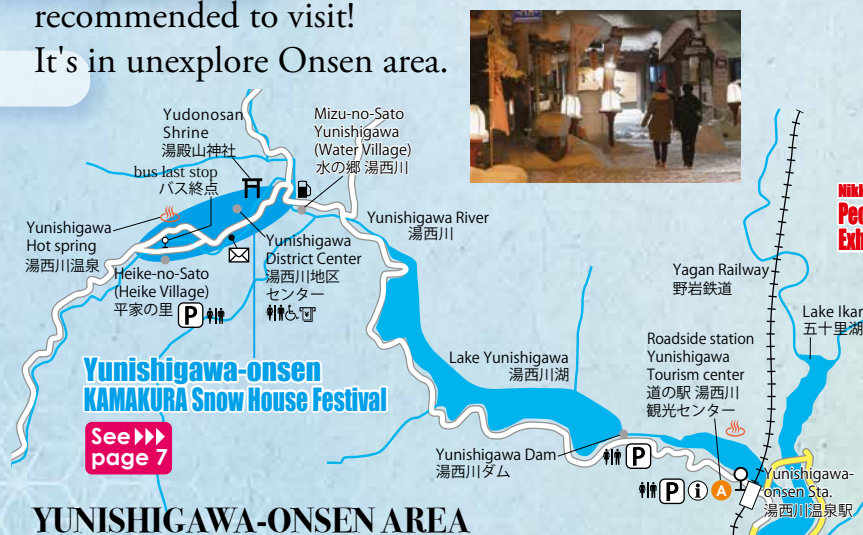 recommended to visit!
It's in unexplore Onsen area.
Yudonosan
Shrine
湯殿山神社
bus last stop
バス終点
Mizu-no-Sato
Yunishigawa
(Water Village)
水の郷 湯西川
Yunishigawa
Hot spring
湯西川温泉
Heike-no-Sato
(Heike Village)
平家の里
P
Yunishigawa
District Center
湯西川地区
センター
Yunishigawa River
湯西川
Yagan Railway
野岩鉄道
Lake Ikar
五十里湖
Roadside station
Yunishigawa
Tourism center
道の駅 湯西川
観光センター
Lake Yunishigawa
湯西川湖
Yunishigawa-onsen
KAMAKURA Snow House Festival
See
page 7
Yunishigawa Dam
湯西川ダム
P
P i A
Yunishigawa-
onsen Sta.
湯西川温泉駅
YUNISHIGAWA-ONSEN AREA